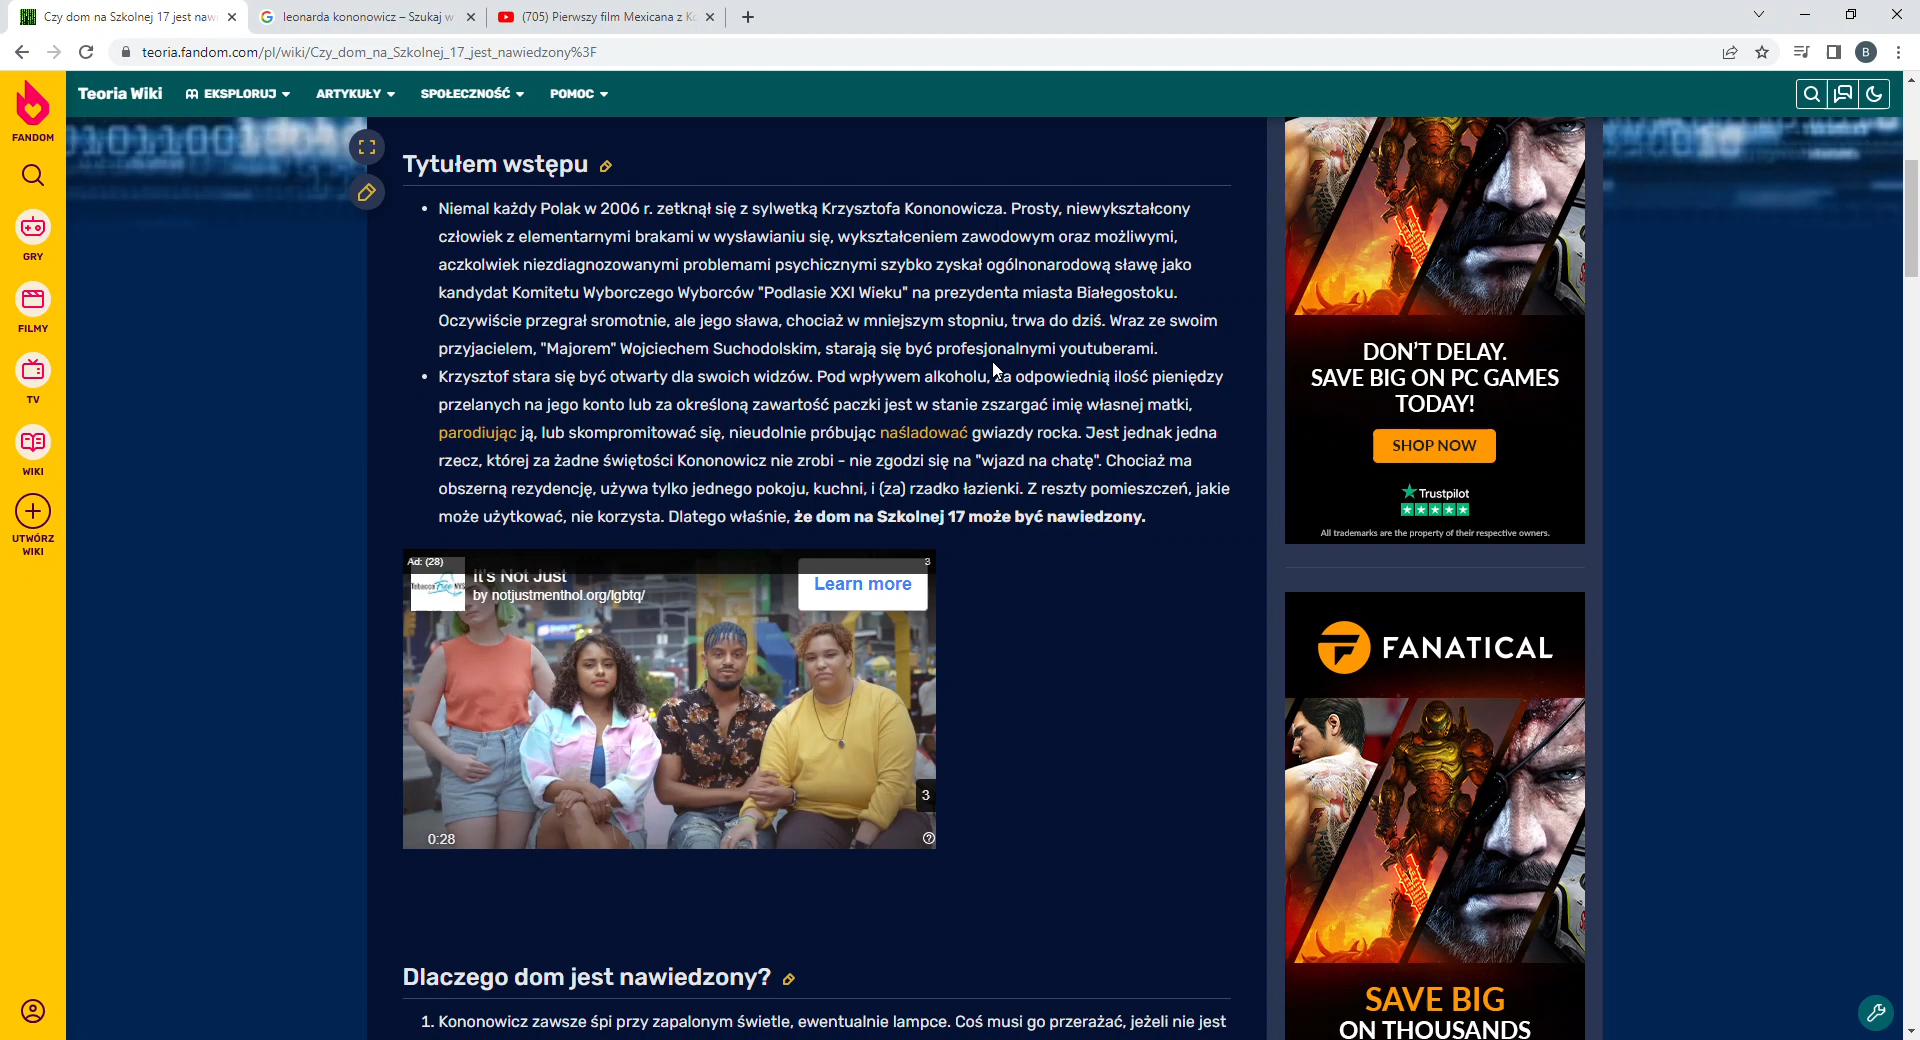 Czy dom na Szkolnej 17 jest naw
leonarda kononowicz – Szukaj w
(705) Pierwszy film Mexicana z Ko
teoria.fandom.com/pl/wiki/Czy_dom_na_Szkolnej_17_jest_nawiedzony%3F
B
FANDOM
GRY
FILMY
TV
WIKI
UTWÓRZ
WIKI
Teoria Wiki
EKSPLORUJ
ARTYKUŁY
SPOŁECZNOŚĆ
POMOC
Tytułem wstępu
• Niemal każdy Polak w 2006 r. zetknął się z sylwetką Krzysztofa Kononowicza. Prosty, niewykształcony
człowiek z elementarnymi brakami w wysławianiu się, wykształceniem zawodowym oraz możliwymi,
aczkolwiek niezdiagnozowanymi problemami psychicznymi szybko zyskał ogólnonarodową sławę jako
kandydat Komitetu Wyborczego Wyborców "Podlasie XXI Wieku" na prezydenta miasta Białegostoku.
Oczywiście przegrał sromotnie, ale jego sława, chociaż w mniejszym stopniu, trwa do dziś. Wraz ze swoim
przyjacielem, "Majorem" Wojciechem Suchodolskim, starają się być profesjonalnymi youtuberami.
• Krzysztof stara się być otwarty dla swoich widzów. Pod wpływem alkoholu, za odpowiednią ilość pieniędzy
przelanych na jego konto lub za określoną zawartość paczki jest w stanie zszargać imię własnej matki,
parodiując ją, lub skompromitować się, nieudolnie próbując naśladować gwiazdy rocka. Jest jednak jedna
rzecz, której za żadne świętości Kononowicz nie zrobi - nie zgodzi się na "wjazd na chatę". Chociaż ma
obszerną rezydencję, używa tylko jednego pokoju, kuchni, i (za) rzadko łazienki. Z reszty pomieszczeń, jakie
może użytkować, nie korzysta. Dlatego właśnie, że dom na Szkolnej 17 może być nawiedzony.
Ad: (28)
3
It's Not Just
by notjustmenthol.org/lgbtq/
Learn more
3
0:28
Dlaczego dom jest nawiedzony?
1. Kononowicz zawsze śpi przy zapalonym świetle, ewentualnie lampce. Coś musi go przerażać, jeżeli nie jest
DON'T DELAY.
SAVE BIG ON PC GAMES
TODAY!
SHOP NOW
Trustpilot
All trademarks are the property of their respective owners.
FANATICAL
SAVE BIG
ON THOUSANDS